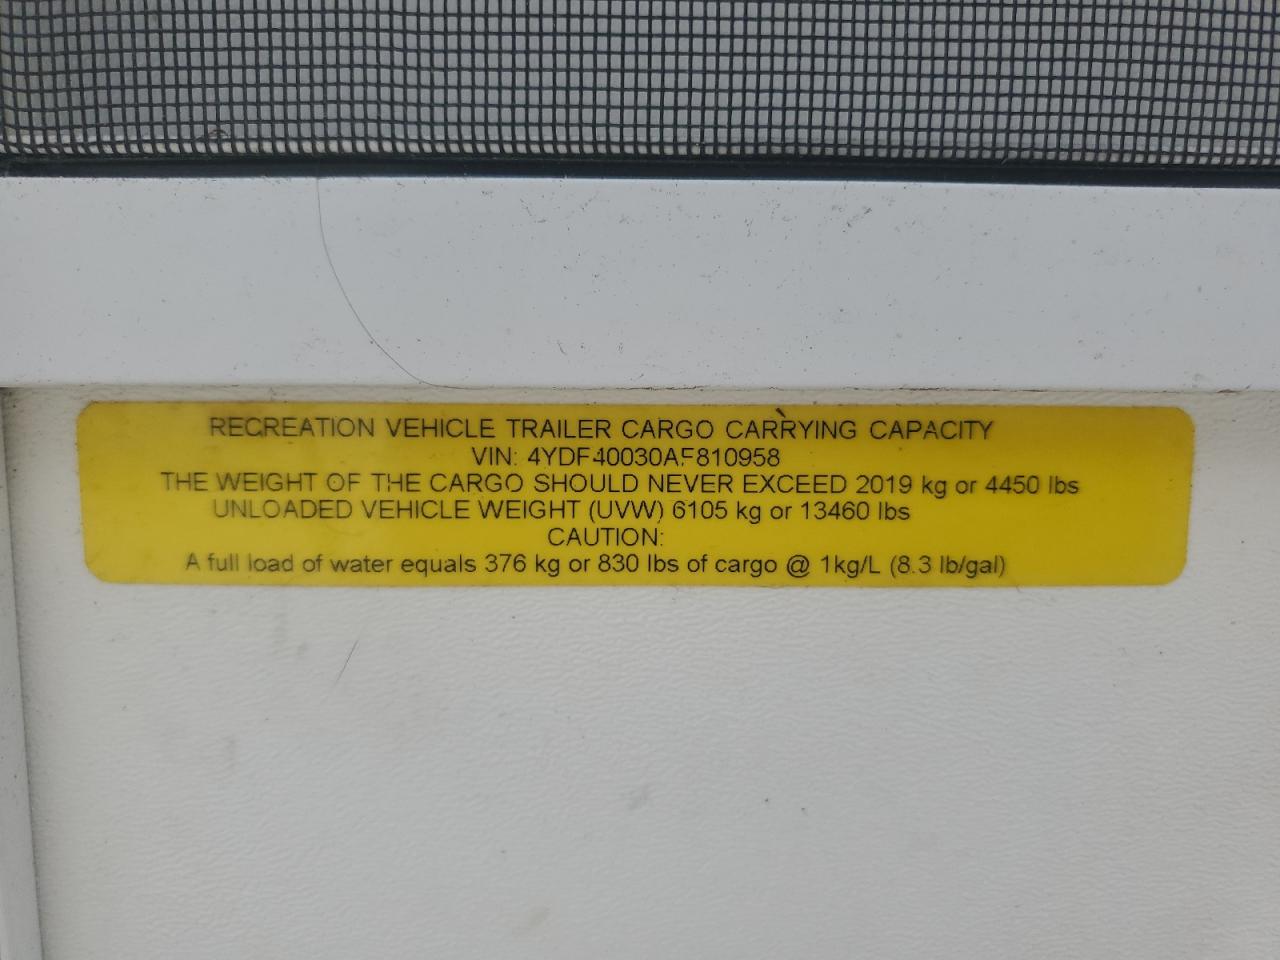 RECREATION VEHICLE TRAILER CARGO CARRYING CAPACITY
VIN: 4YDF40030AF810958
THE WEIGHT OF THE CARGO SHOULD NEVER EXCEED 2019 kg or 4450 lbs
UNLOADED VEHICLE WEIGHT (UVW) 6105 kg or 13460 lbs
CAUTION:
A full load of water equals 376 kg or 830 lbs of cargo @ 1kg/L (8.3 lb/gal)